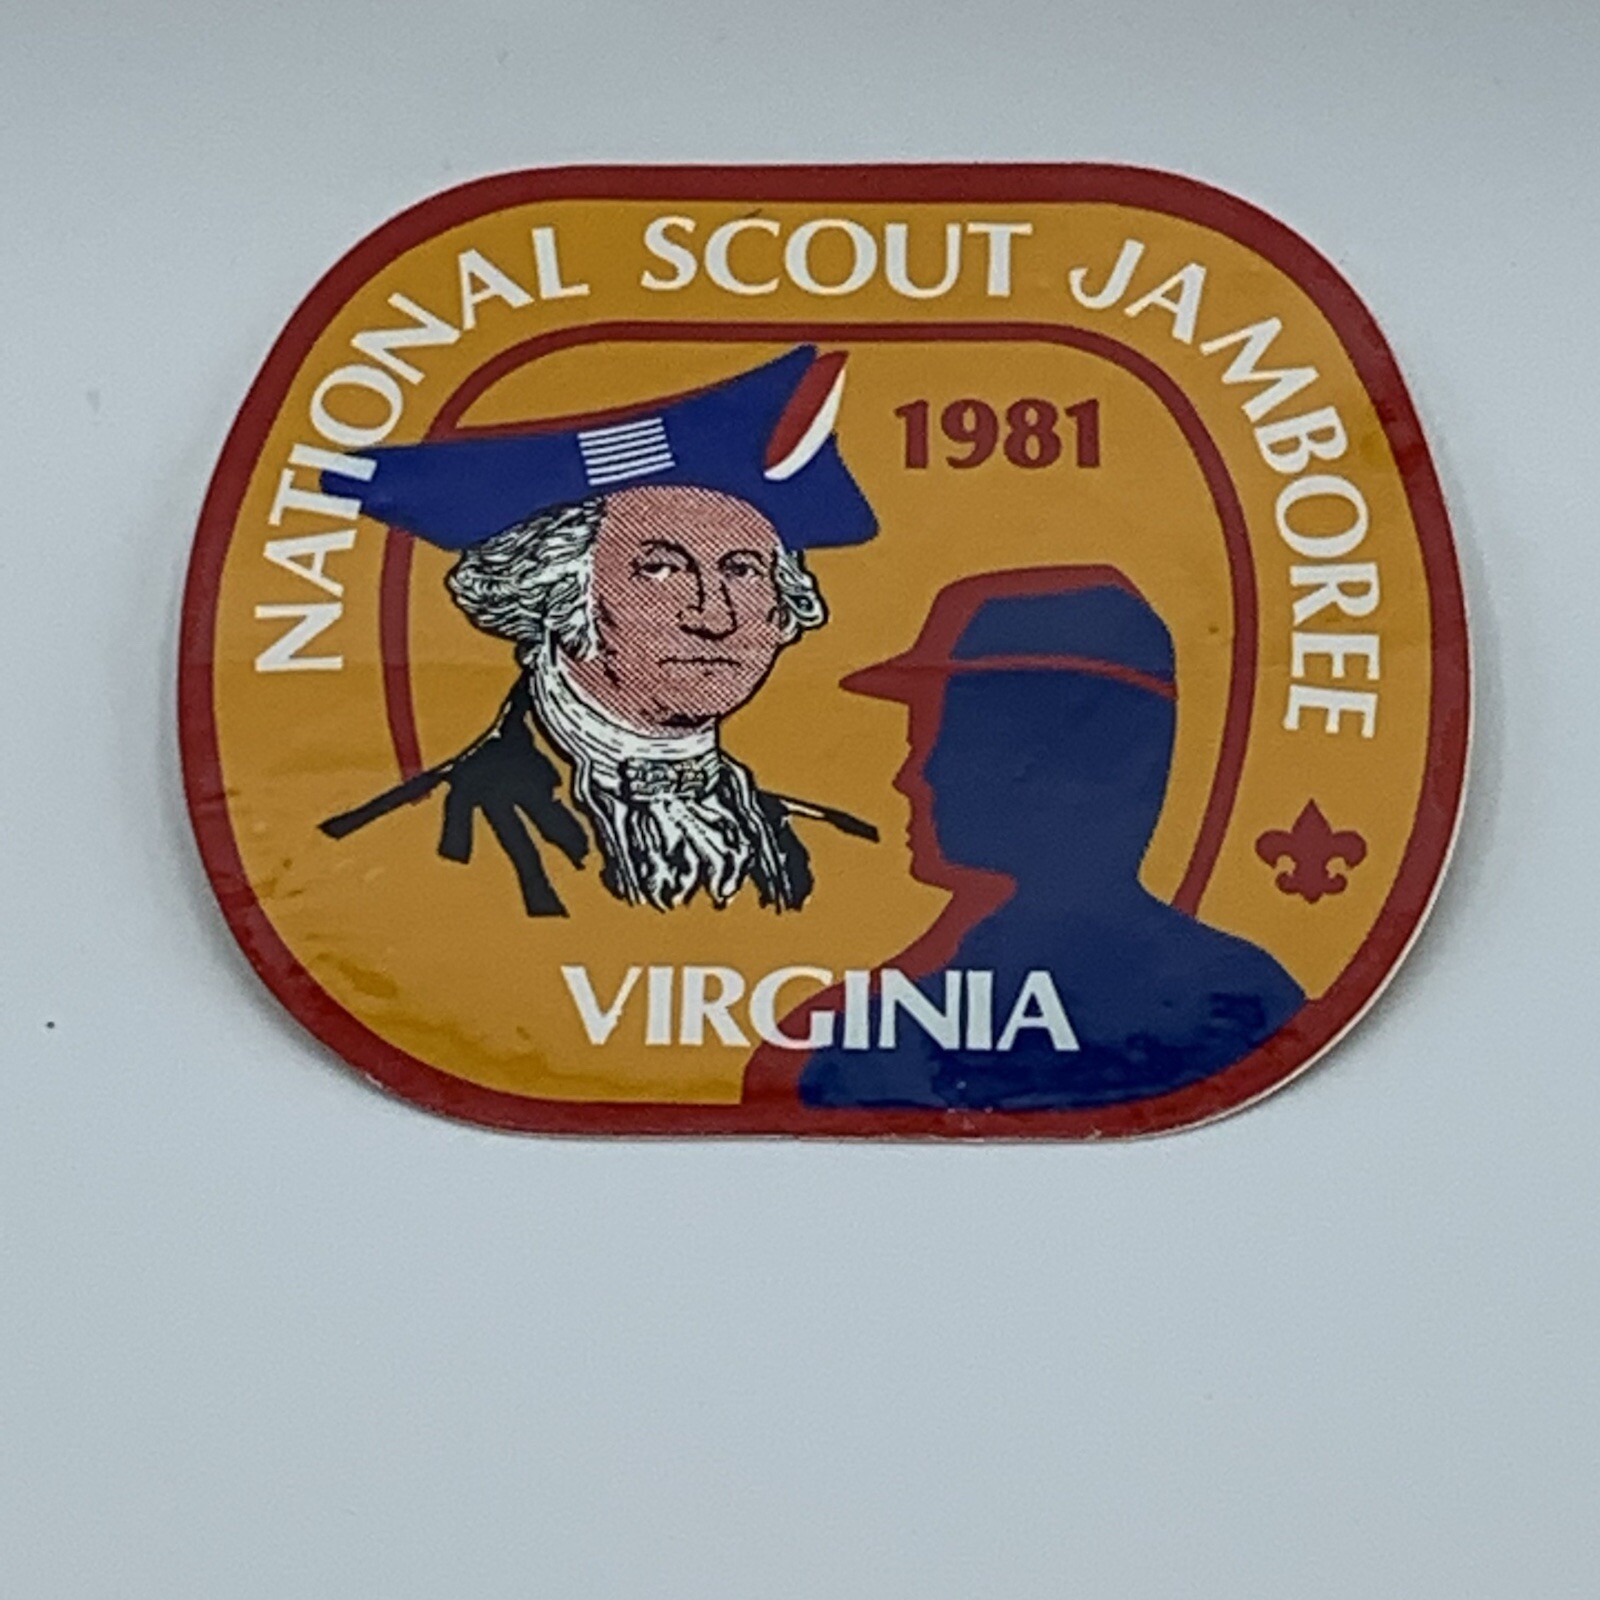 NATIONAL SCOUT JAMBOREE
1981
VIRGINIA